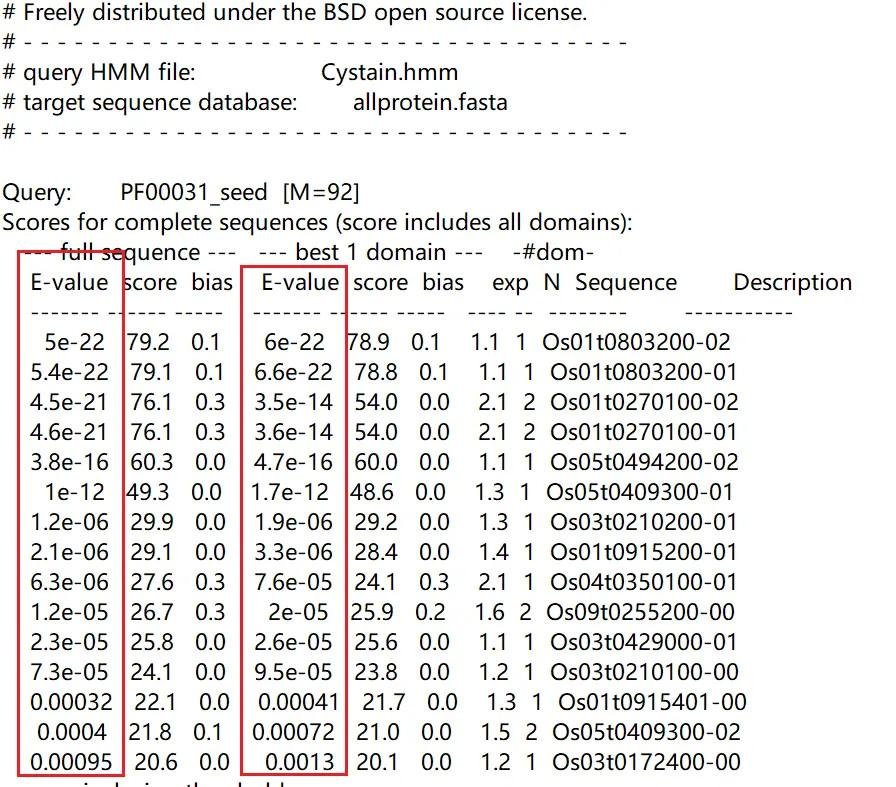 # Freely distributed under the BSD open source license.
# - - - - - - - - - - - - - - - - - - - - - - - - - - - - - - - - - - - -
# query HMM file: Cystain.hmm
# target sequence database: allprotein.fasta
# - - - - - - - - - - - - - - - - - - - - - - - - - - - - - - - - - - - -
Query: PF00031_seed [M=92]
Scores for complete sequences (score includes all domains):
--- full sequence --- --- best 1 domain --- -#dom-
E-value score bias E-value score bias exp N Sequence Description
------- ------ ----- ------- ------ ----- ---- -- -------- -----------
5e-22 79.2 0.1 6e-22 78.9 0.1 1.1 1 Os01t0803200-02
5.4e-22 79.1 0.1 6.6e-22 78.8 0.1 1.1 1 Os01t0803200-01
4.5e-21 76.1 0.3 3.5e-14 54.0 0.0 2.1 2 Os01t0270100-02
4.6e-21 76.1 0.3 3.6e-14 54.0 0.0 2.1 2 Os01t0270100-01
3.8e-16 60.3 0.0 4.7e-16 60.0 0.0 1.1 1 Os05t0494200-02
1e-12 49.3 0.0 1.7e-12 48.6 0.0 1.3 1 Os05t0409300-01
1.2e-06 29.9 0.0 1.9e-06 29.2 0.0 1.3 1 Os03t0210200-01
2.1e-06 29.1 0.0 3.3e-06 28.4 0.0 1.4 1 Os01t0915200-01
6.3e-06 27.6 0.3 7.6e-05 24.1 0.3 2.1 1 Os04t0350100-01
1.2e-05 26.7 0.3 2e-05 25.9 0.2 1.6 2 Os09t0255200-00
2.3e-05 25.8 0.0 2.6e-05 25.6 0.0 1.1 1 Os03t0429000-01
7.3e-05 24.1 0.0 9.5e-05 23.8 0.0 1.2 1 Os03t0210100-00
0.00032 22.1 0.0 0.00041 21.7 0.0 1.3 1 Os01t0915401-00
0.0004 21.8 0.1 0.00072 21.0 0.0 1.5 2 Os05t0409300-02
0.00095 20.6 0.0 0.0013 20.1 0.0 1.2 1 Os03t0172400-00